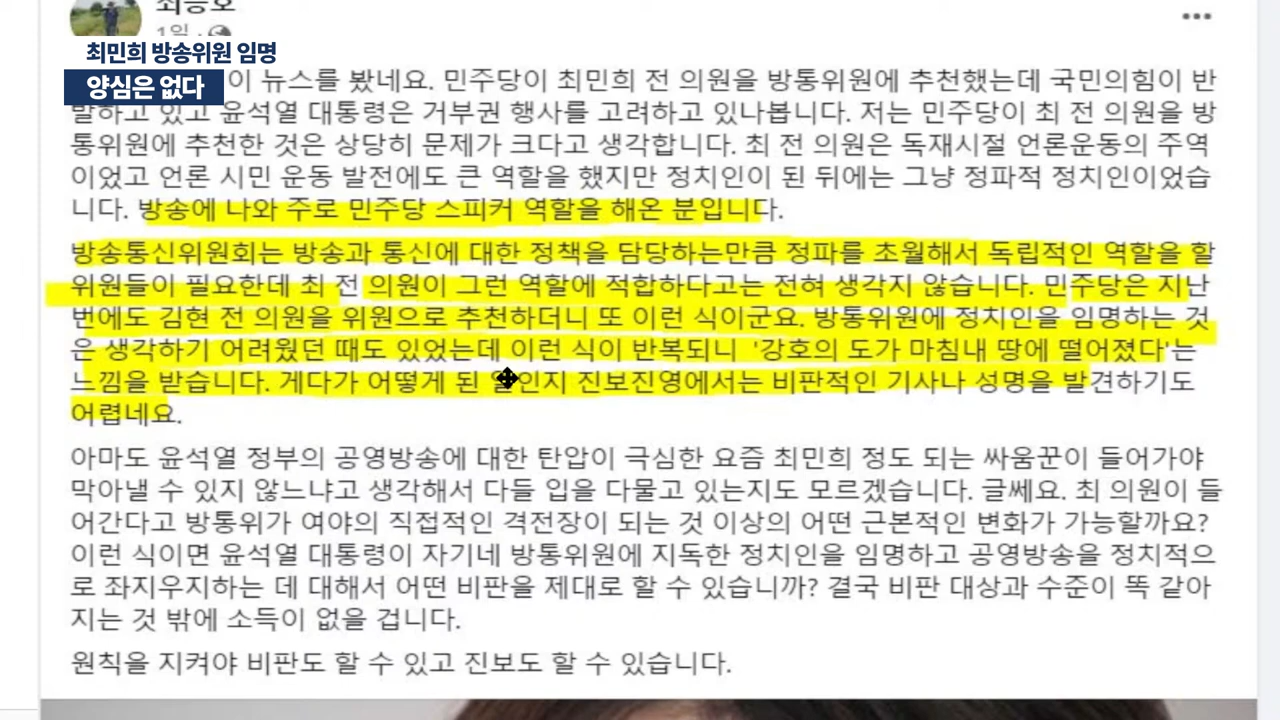 최승호
1일 ·
최민희 방송위원 임명
양심은 없다
이 뉴스를 봤네요. 민주당이 최민희 전 의원을 방통위원에 추천했는데 국민의힘이 반
발하고 있고 윤석열 대통령은 거부권 행사를 고려하고 있나봅니다. 저는 민주당이 최 전 의원을 방
통위원에 추천한 것은 상당히 문제가 크다고 생각합니다. 최 전 의원은 독재시절 언론운동의 주역
이었고 언론 시민 운동 발전에도 큰 역할을 했지만 정치인이 된 뒤에는 그냥 정파적 정치인이었습
니다. 방송에 나와 주로 민주당 스피커 역할을 해온 분입니다.
방송통신위원회는 방송과 통신에 대한 정책을 담당하는만큼 정파를 초월해서 독립적인 역할을 할
위원들이 필요한데 최 전 의원이 그런 역할에 적합하다고는 전혀 생각지 않습니다. 민주당은 지난
번에도 김현 전 의원을 위원으로 추천하더니 또 이런 식이군요. 방통위원에 정치인을 임명하는 것
은 생각하기 어려웠던 때도 있었는데 이런 식이 반복되니 '강호의 도가 마침내 땅에 떨어졌다'는
느낌을 받습니다. 게다가 어떻게 된 일인지 진보진영에서는 비판적인 기사나 성명을 발견하기도
어렵네요.
아마도 윤석열 정부의 공영방송에 대한 탄압이 극심한 요즘 최민희 정도 되는 싸움꾼이 들어가야
막아낼 수 있지 않느냐고 생각해서 다들 입을 다물고 있는지도 모르겠습니다. 글쎄요. 최 의원이 들
어간다고 방통위가 여야의 직접적인 격전장이 되는 것 이상의 어떤 근본적인 변화가 가능할까요?
이런 식이면 윤석열 대통령이 자기네 방통위원에 지독한 정치인을 임명하고 공영방송을 정치적으
로 좌지우지하는 데 대해서 어떤 비판을 제대로 할 수 있습니까? 결국 비판 대상과 수준이 똑 같아
지는 것 밖에 소득이 없을 겁니다.
원칙을 지켜야 비판도 할 수 있고 진보도 할 수 있습니다.